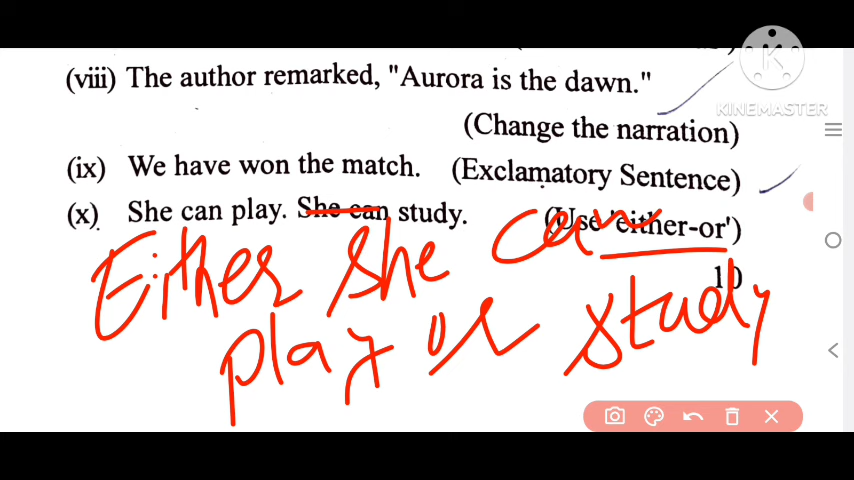 KINEMASTER
(viii) The author remarked, "Aurora is the dawn."
(Change the narration)
(ix) We have won the match. (Exclamatory Sentence)
(x) She can play. She can study. (Use 'either-or')
10
Either she can
play or study